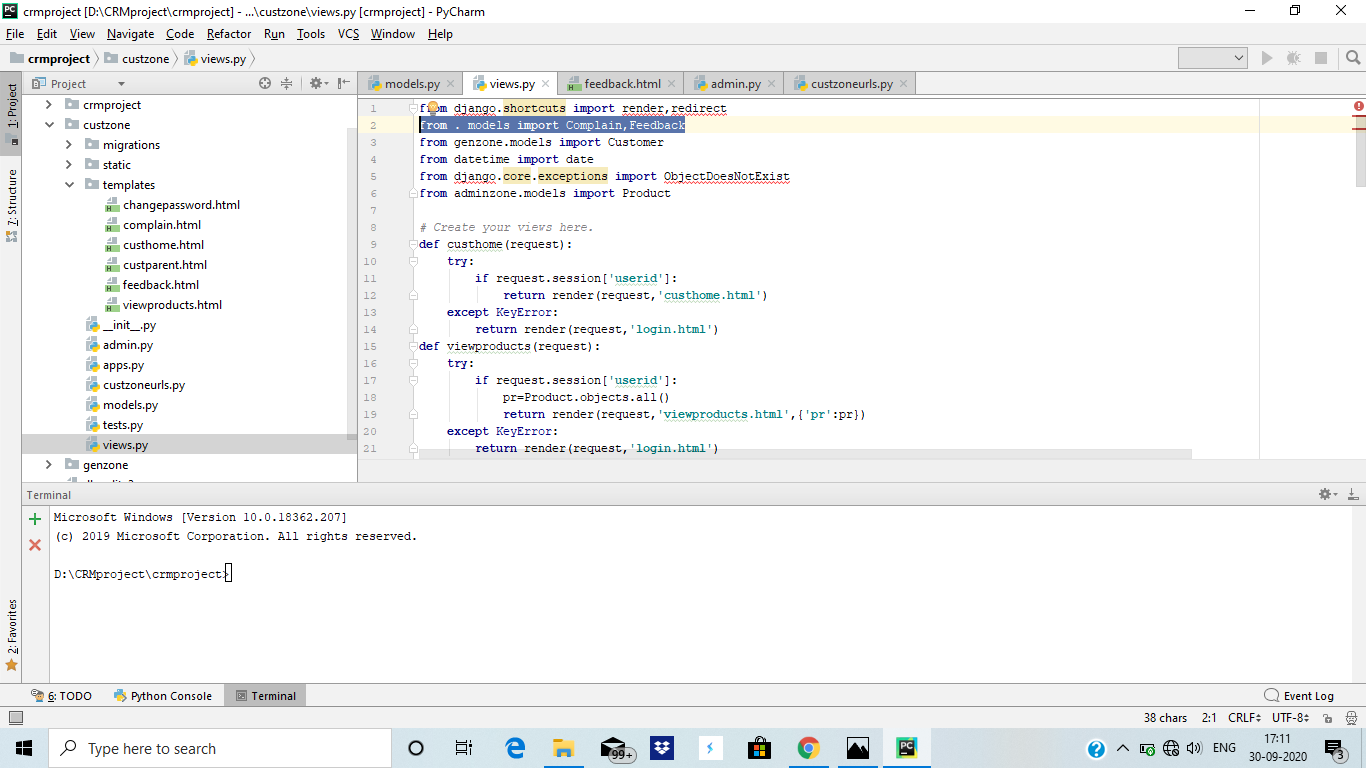 crmproject [D:\CRMproject\crmproject] - ...\custzone\views.py [crmproject] - PyCharm
File Edit View Navigate Code Refactor Run Tools VCS Window Help
crmproject custzone views.py
Project
models.py views.py feedback.html admin.py custzoneurls.py
1: Project
7: Structure
2: Favorites
crmproject
custzone
migrations
static
templates
changepassword.html
complain.html
custhome.html
custparent.html
feedback.html
viewproducts.html
__init__.py
admin.py
apps.py
custzoneurls.py
models.py
tests.py
views.py
genzone
1 from django.shortcuts import render,redirect
2 from . models import Complain,Feedback
3 from genzone.models import Customer
4 from datetime import date
5 from django.core.exceptions import ObjectDoesNotExist
6 from adminzone.models import Product
7
8 # Create your views here.
9 def custhome(request):
10 try:
11 if request.session['userid']:
12 return render(request,'custhome.html')
13 except KeyError:
14 return render(request,'login.html')
15 def viewproducts(request):
16 try:
17 if request.session['userid']:
18 pr=Product.objects.all()
19 return render(request,'viewproducts.html',{'pr':pr})
20 except KeyError:
21 return render(request,'login.html')
Terminal
Microsoft Windows [Version 10.0.18362.207]
(c) 2019 Microsoft Corporation. All rights reserved.
D:\CRMproject\crmproject>
6: TODO Python Console Terminal Event Log
38 chars 2:1 CRLF UTF-8
Type here to search
99+
ENG
17:11
30-09-2020
3